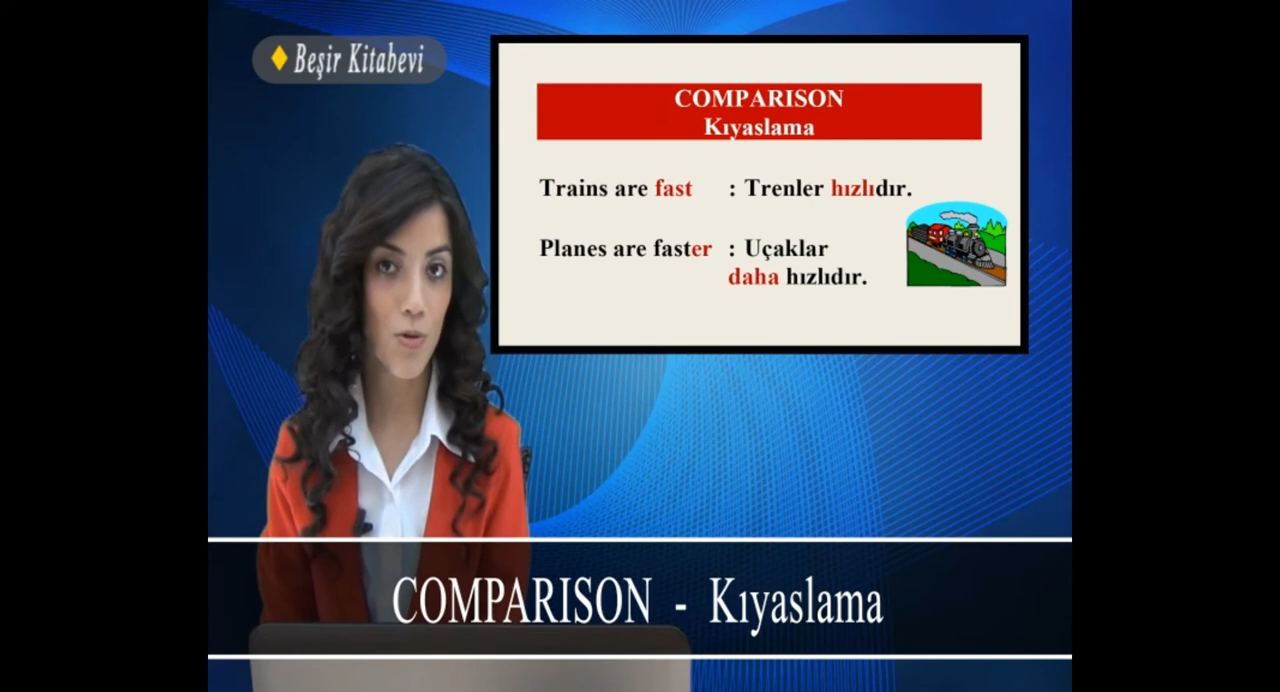 Beşir Kitabevi
COMPARISON
Kıyaslama
Trains are fast : Trenler hızlıdır.
Planes are faster : Uçaklar
daha hızlıdır.
COMPARISON - Kıyaslama